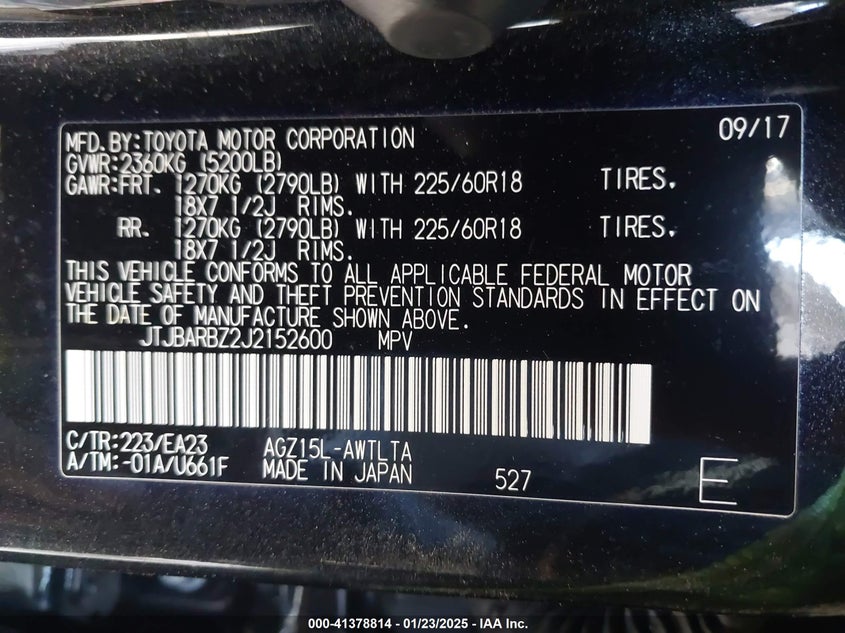 MFD. BY: TOYOTA MOTOR CORPORATION 09/17
GVWR: 2360KG (5200LB)
GAWR: FRT. 1270KG (2790LB) WITH 225/60R18 TIRES.
18X7 1/2J RIMS.
RR. 1270KG (2790LB) WITH 225/60R18 TIRES.
18X7 1/2J RIMS.
THIS VEHICLE CONFORMS TO ALL APPLICABLE FEDERAL MOTOR
VEHICLE SAFETY AND THEFT PREVENTION STANDARDS IN EFFECT ON
THE DATE OF MANUFACTURE SHOWN ABOVE.
JTJBARBZ2J2152600 MPV
C/TR: 223/EA23 AGZ15L-AWTLTA
A/TM: -01A/U661F MADE IN JAPAN 527 E
000-41378814 - 01/23/2025 - IAA Inc.